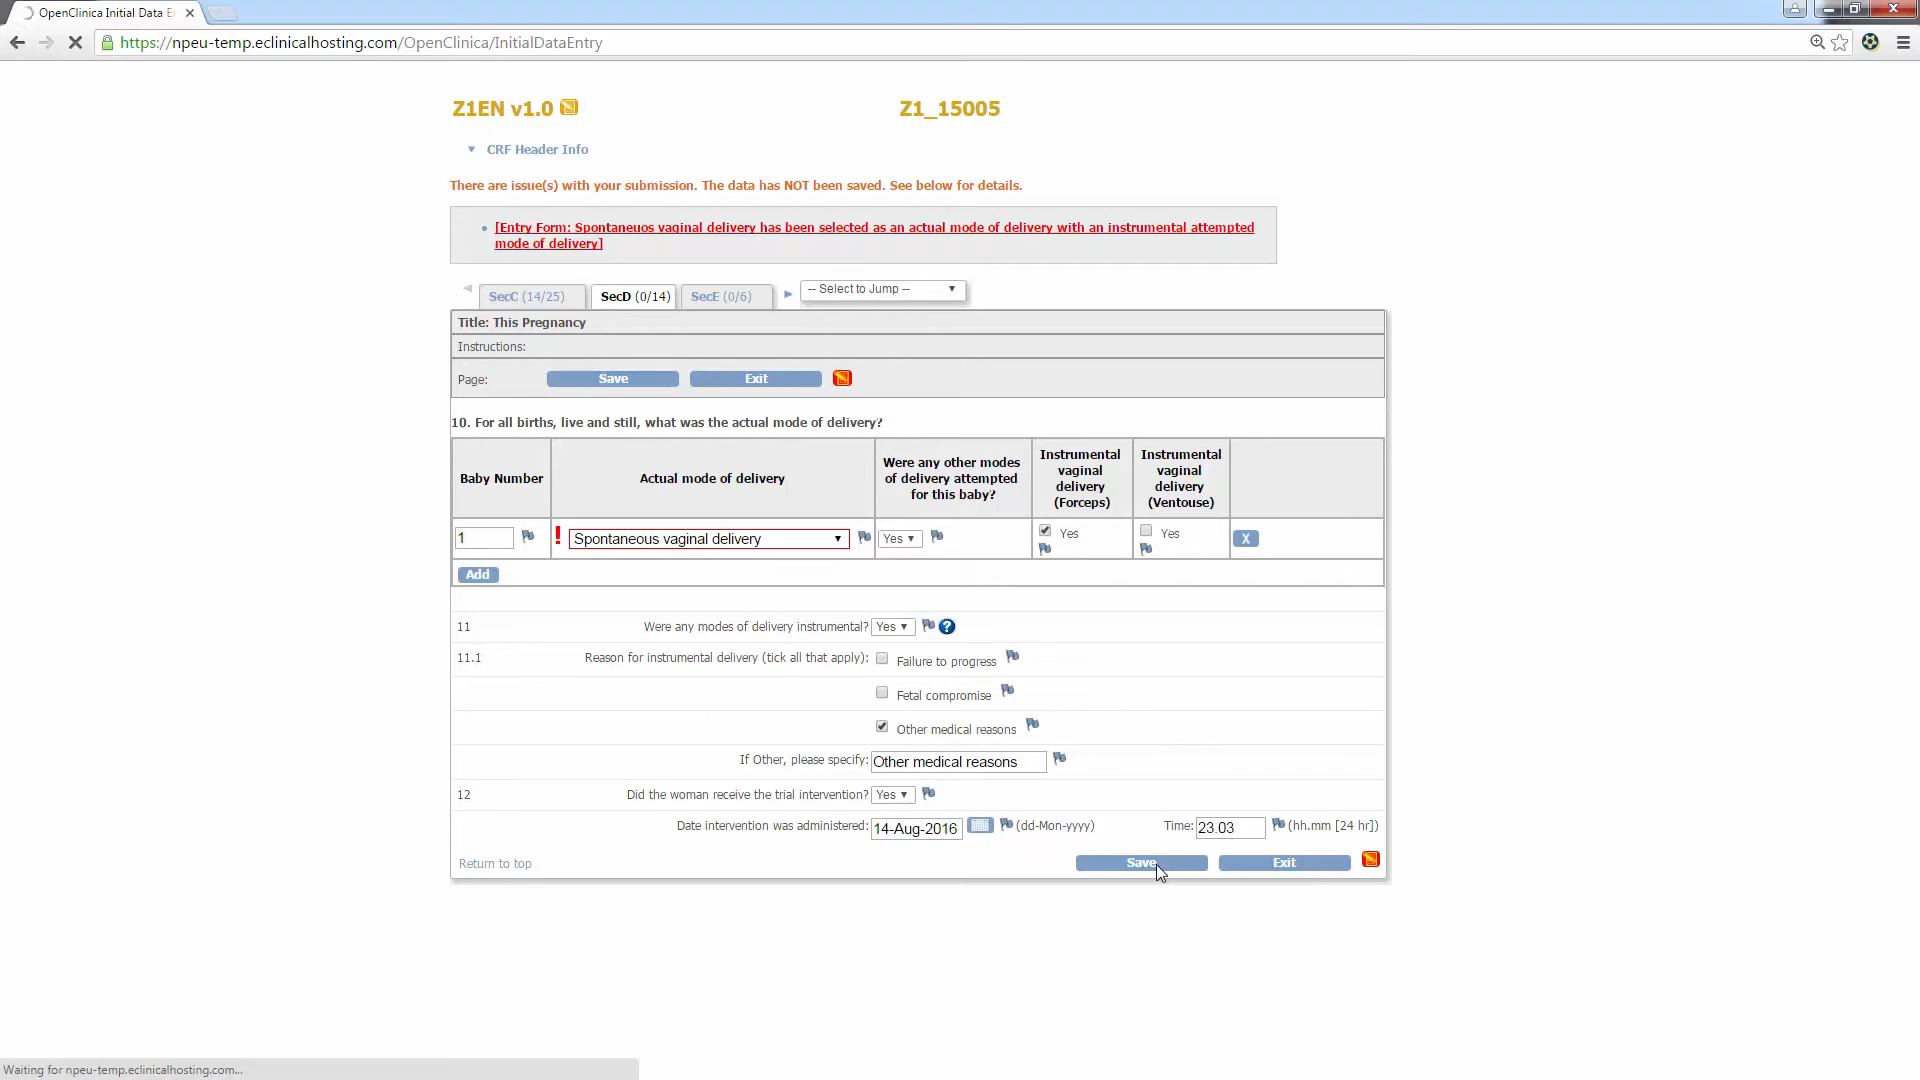 OpenClinica Initial Data E
https://npeu-temp.eclinicalhosting.com/OpenClinica/InitialDataEntry
Z1EN v1.0
Z1_15005
CRF Header Info
There are issue(s) with your submission. The data has NOT been saved. See below for details.
[Entry Form: Spontaneuos vaginal delivery has been selected as an actual mode of delivery with an instrumental attempted
mode of delivery]
SecC (14/25)
SecD (0/14)
SecE (0/6)
-- Select to Jump --
Title: This Pregnancy
Instructions:
Page:
Save
Exit
10. For all births, live and still, what was the actual mode of delivery?
Baby Number
Actual mode of delivery
Were any other modes
of delivery attempted
for this baby?
Instrumental
vaginal
delivery
(Forceps)
Instrumental
vaginal
delivery
(Ventouse)
1
!
Spontaneous vaginal delivery
Yes
Yes
Yes
X
Add
11
Were any modes of delivery instrumental?
Yes
?
11.1
Reason for instrumental delivery (tick all that apply):
Failure to progress
Fetal compromise
Other medical reasons
If Other, please specify:
Other medical reasons
12
Did the woman receive the trial intervention?
Yes
Date intervention was administered:
14-Aug-2016
(dd-Mon-yyyy)
Time:
23.03
(hh.mm [24 hr])
Return to top
Save
Exit
Waiting for npeu-temp.eclinicalhosting.com...